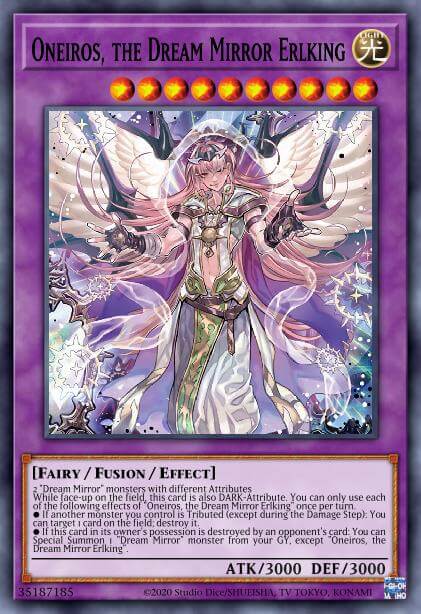 ONEIROS, THE DREAM MIRROR ERLKING
LIGHT
光
[FAIRY / FUSION / EFFECT]
2 "Dream Mirror" monsters with different Attributes
While face-up on the field, this card is also DARK-Attribute. You can only use each
of the following effects of "Oneiros, the Dream Mirror Erlking" once per turn.
● If another monster you control is Tributed (except during the Damage Step): You
can target 1 card on the field; destroy it.
● If this card in its owner's possession is destroyed by an opponent's card: You can
Special Summon 1 "Dream Mirror" monster from your GY, except "Oneiros, the
Dream Mirror Erlking".
ATK/3000 DEF/3000
35187185
©2020 Studio Dice/SHUEISHA, TV TOKYO, KONAMI